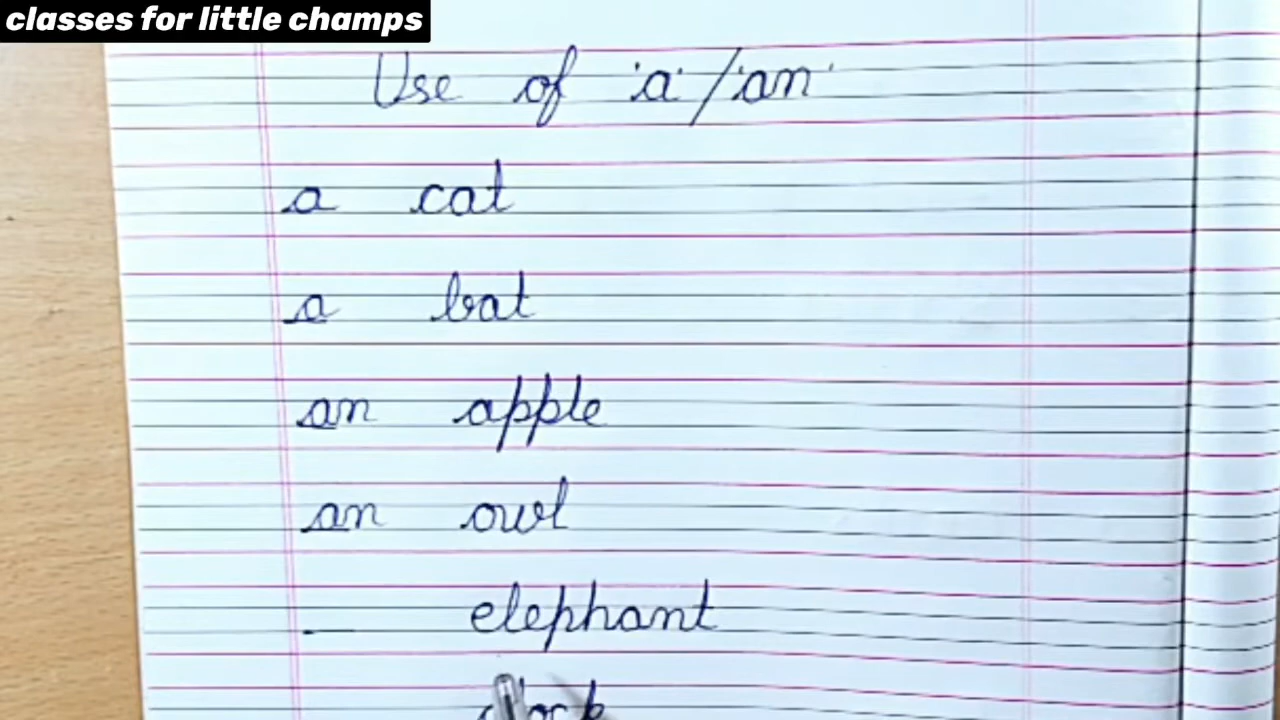 classes for little champs
Use of 'a' / 'an'
a cat
a bat
an apple
an owl
_ elephant